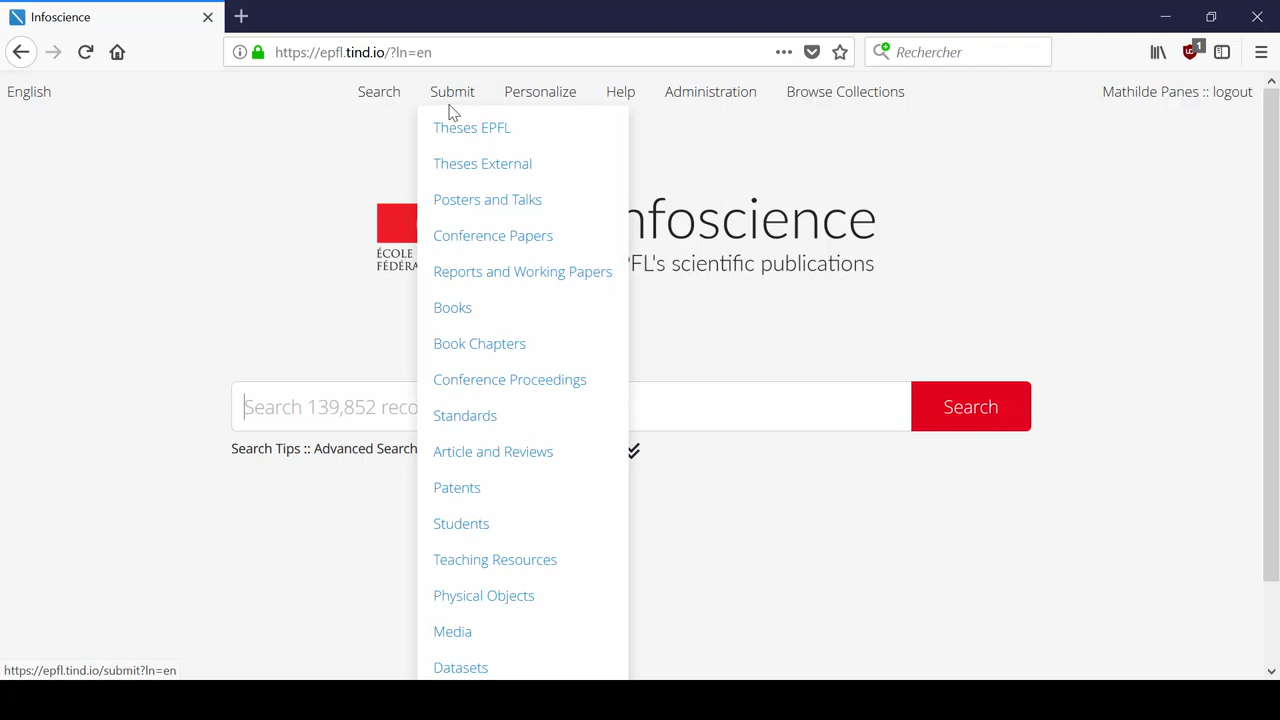 Infoscience
https://epfl.tind.io/?ln=en
Rechercher
1
English
Search
Submit
Personalize
Help
Administration
Browse Collections
Mathilde Panes :: logout
Theses EPFL
Theses External
Posters and Talks
Conference Papers
Reports and Working Papers
Books
Book Chapters
Conference Proceedings
Standards
Article and Reviews
Patents
Students
Teaching Resources
Physical Objects
Media
Datasets
ÉCOLE
FÉDÉRA
nfoscience
PFL's scientific publications
Search 139,852 reco
Search
Search Tips :: Advanced Search
https://epfl.tind.io/submit?ln=en